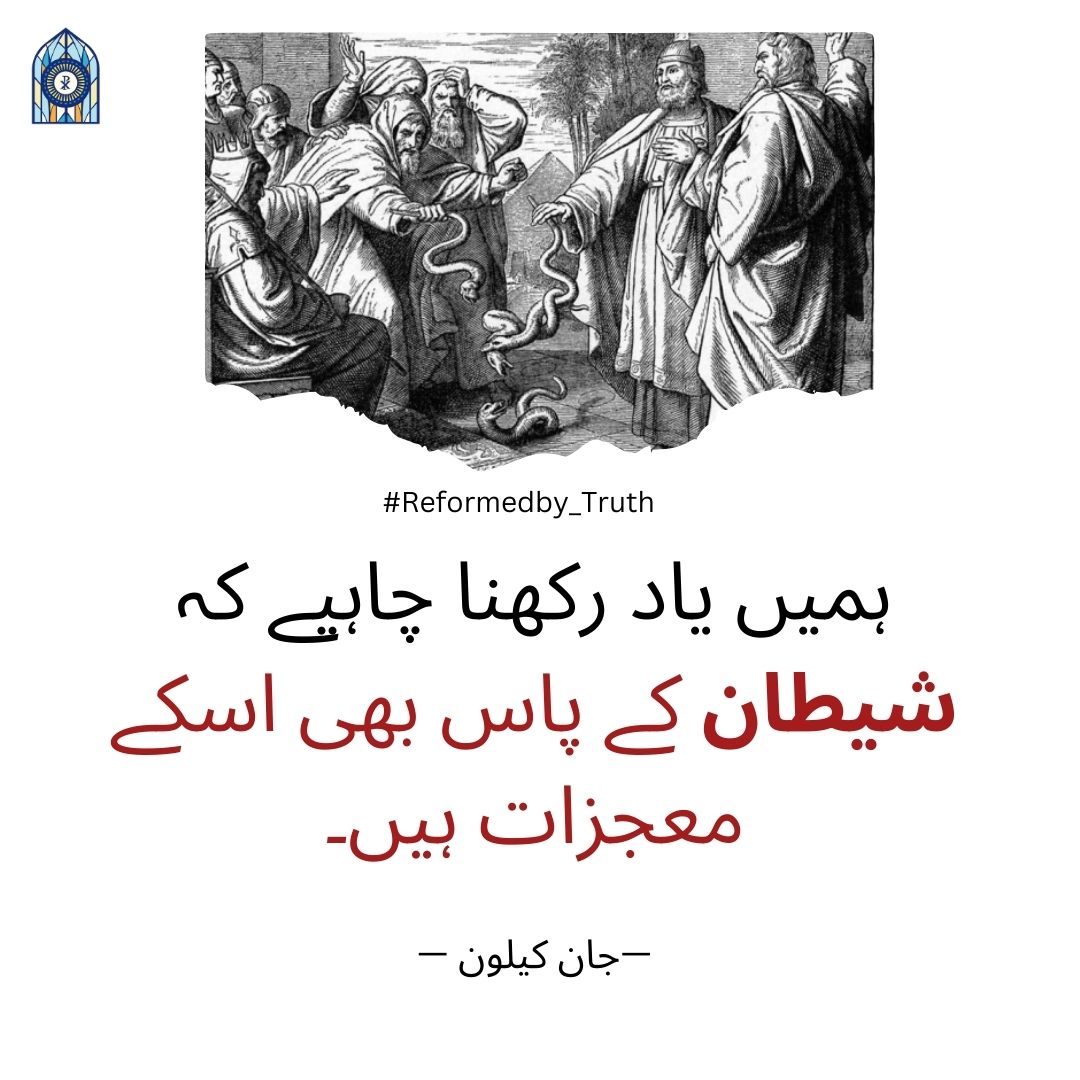 #Reformedby_Truth
ہمیں یاد رکھنا چاہیے کہ
شیطان کے پاس بھی اسکے
معجزات ہیں۔
—جان کیلون —